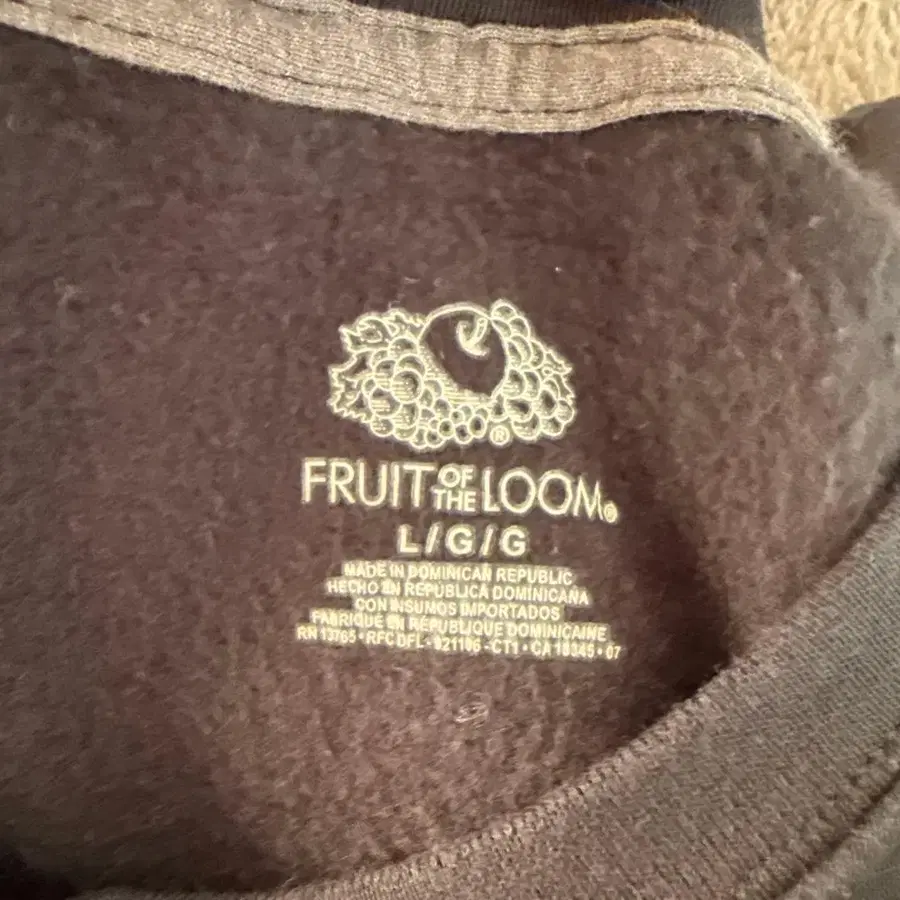 FRUIT OF THE LOOM®
L/G/G
MADE IN DOMINICAN REPUBLIC
HECHO EN REPUBLICA DOMINICANA
CON INSUMOS IMPORTADOS
FABRIQUÉ EN RÉPUBLIQUE DOMINICAINE
RN 13765 • RFC DFL - 921106 - CT1 • CA 18345 • 07